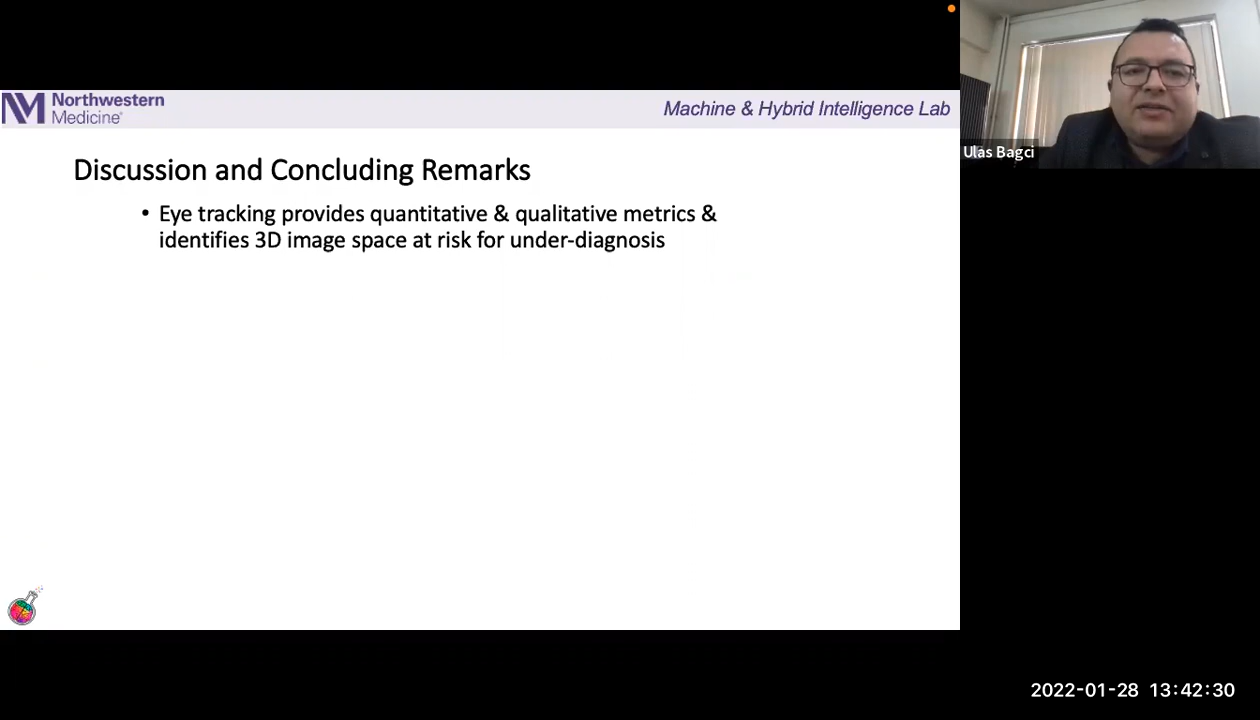 Northwestern
Medicine®
Machine & Hybrid Intelligence Lab
Ulas Bagci
Discussion and Concluding Remarks
• Eye tracking provides quantitative & qualitative metrics &
identifies 3D image space at risk for under-diagnosis
2022-01-28 13:42:30